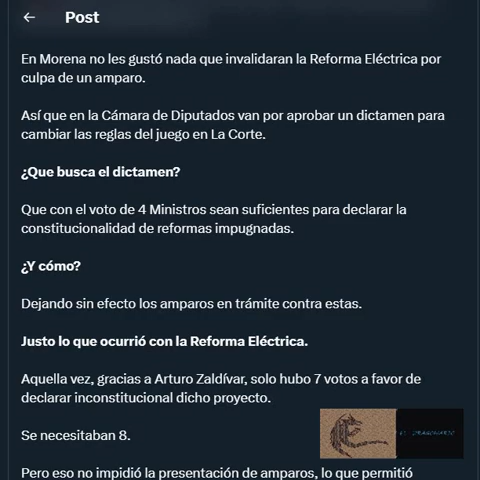 Post
En Morena no les gustó nada que invalidaran la Reforma Eléctrica por
culpa de un amparo.
Así que en la Cámara de Diputados van por aprobar un dictamen para
cambiar las reglas del juego en La Corte.
¿Que busca el dictamen?
Que con el voto de 4 Ministros sean suficientes para declarar la
constitucionalidad de reformas impugnadas.
¿Y cómo?
Dejando sin efecto los amparos en trámite contra estas.
Justo lo que ocurrió con la Reforma Eléctrica.
Aquella vez, gracias a Arturo Zaldívar, solo hubo 7 votos a favor de
declarar inconstitucional dicho proyecto.
Se necesitaban 8.
Pero eso no impidió la presentación de amparos, lo que permitió